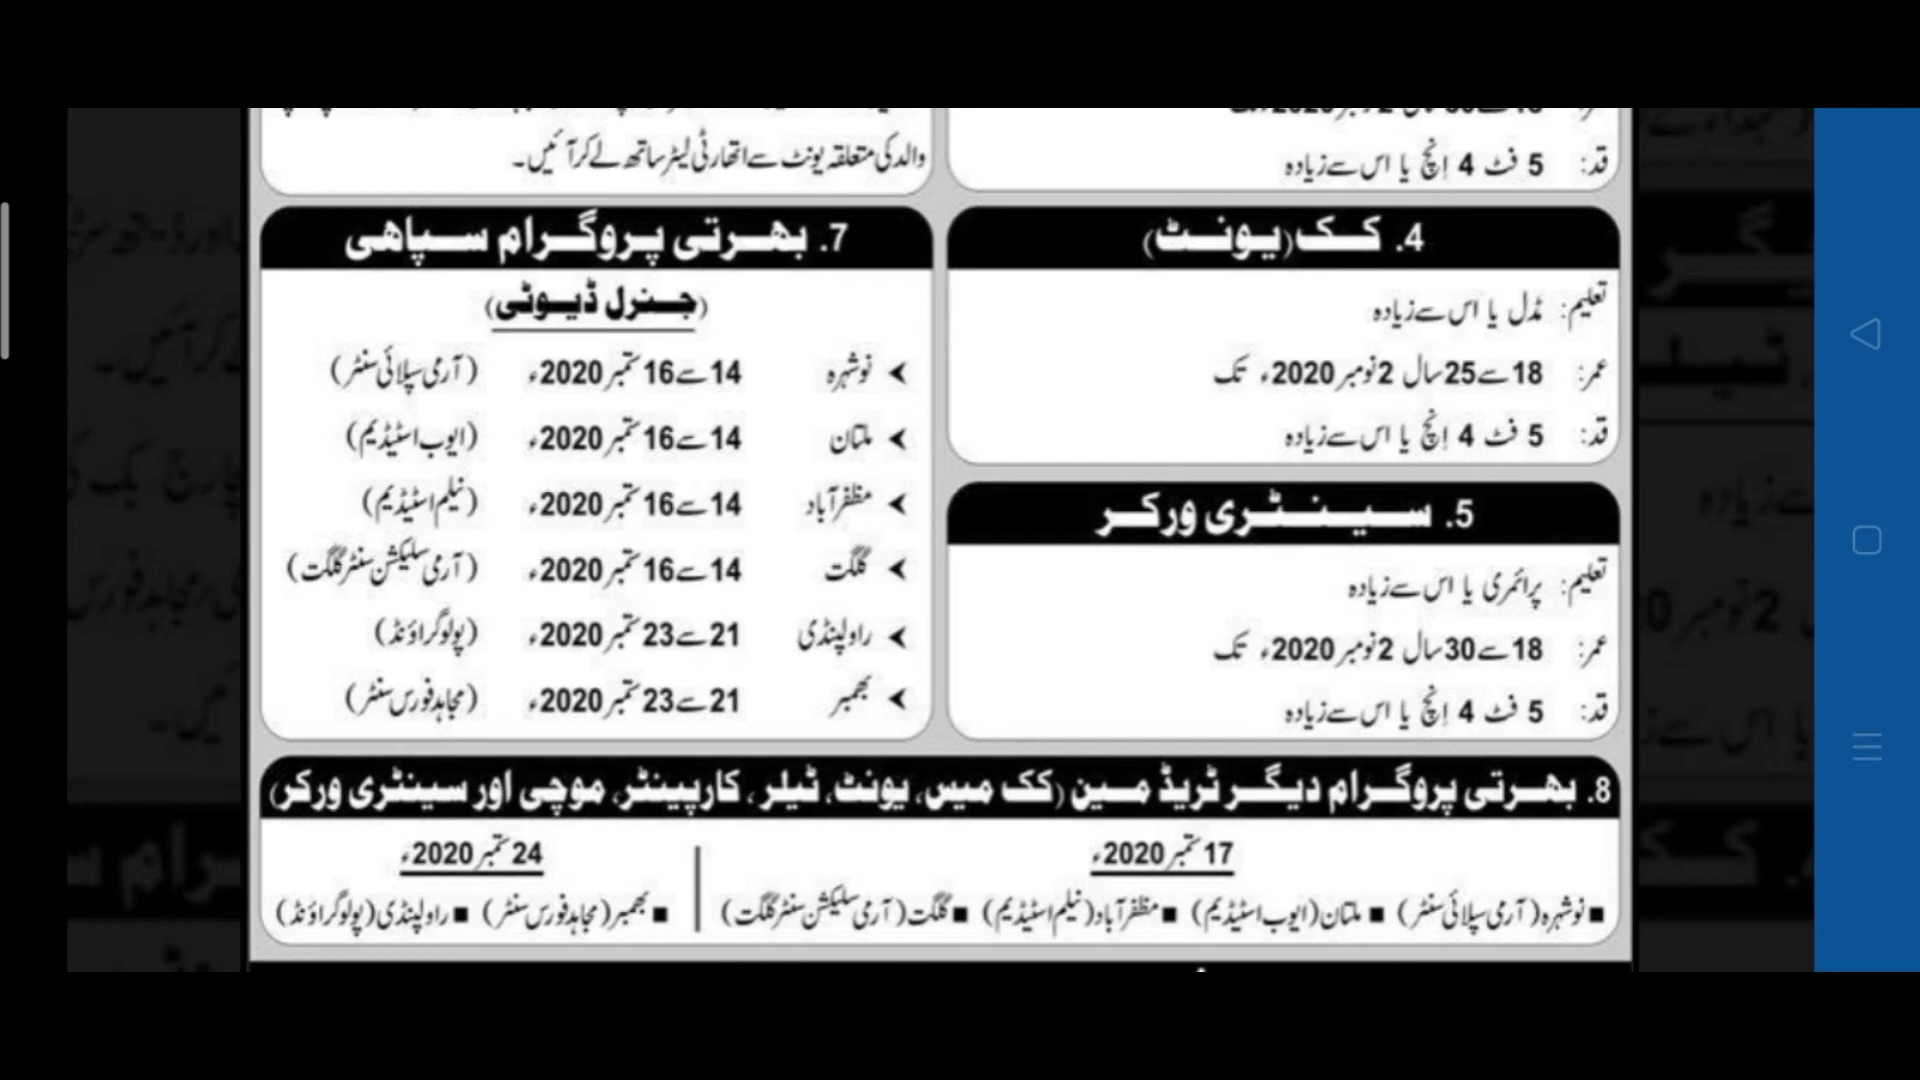 قد: 5 فٹ 4 انچ یا اس سے زیادہ
4. کک (یونٹ)
تعلیم: مڈل یا اس سے زیادہ
عمر: 18 سے 25 سال 2 نومبر 2020ء تک
قد: 5 فٹ 4 انچ یا اس سے زیادہ
5. سینٹری ورکر
تعلیم: پرائمری یا اس سے زیادہ
عمر: 18 سے 30 سال 2 نومبر 2020ء تک
قد: 5 فٹ 4 انچ یا اس سے زیادہ
والد کی متعلقہ یونٹ سے اتھارٹی لیٹر ساتھ لے کر آئیں۔
7. بھرتی پروگرام سپاھی
(جنرل ڈیوٹی)
نوشہرہ 14 سے 16 ستمبر 2020ء (آرمی سپلائی سنٹر)
ملتان 14 سے 16 ستمبر 2020ء (ایوب اسٹیڈیم)
مظفرآباد 14 سے 16 ستمبر 2020ء (نیلم اسٹیڈیم)
گلگت 14 سے 16 ستمبر 2020ء (آرمی سلیکشن سنٹر گلگت)
راولپنڈی 21 سے 23 ستمبر 2020ء (پولو گراؤنڈ)
بھمبر 21 سے 23 ستمبر 2020ء (مجاہد فورس سنٹر)
8. بھرتی پروگرام دیگر ٹریڈ مین (کک میس، یونٹ، ٹیلر، کارپینٹر، موچی اور سینٹری ورکر)
17 ستمبر 2020ء
■ نوشہرہ (آرمی سپلائی سنٹر) ■ ملتان (ایوب اسٹیڈیم) ■ مظفرآباد (نیلم اسٹیڈیم) ■ گلگت (آرمی سلیکشن سنٹر گلگت)
24 ستمبر 2020ء
■ بھمبر (مجاہد فورس سنٹر) ■ راولپنڈی (پولو گراؤنڈ)